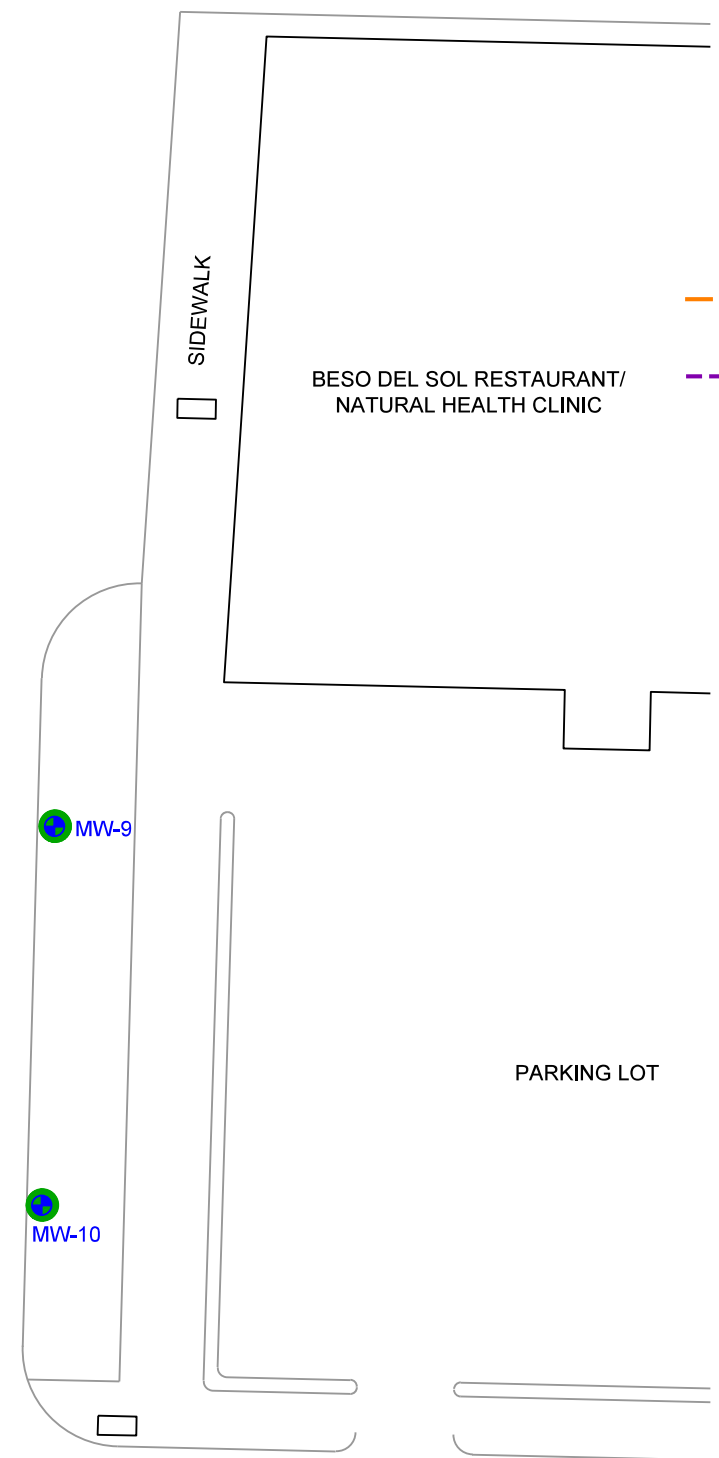 SIDEWALK
BESO DEL SOL RESTAURANT/
NATURAL HEALTH CLINIC
MW-9
PARKING LOT
MW-10